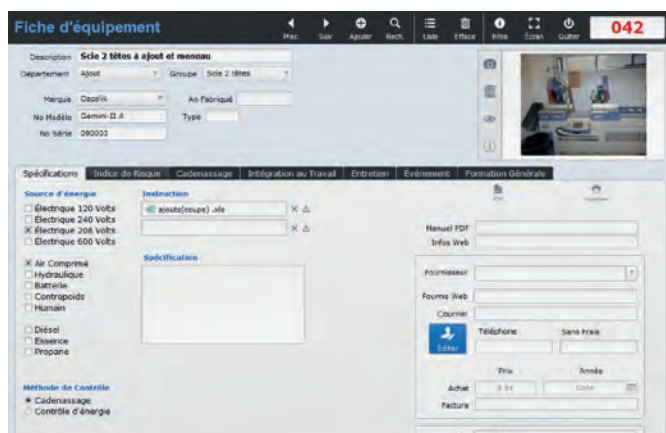 Fiche d'équipement
Prec. Suiv Ajouter Rech. Liste Efface Infos Écran Quitter 042
Description Scie 2 têtes à ajout et meneau
Département Ajout Groupe Scie 2 têtes
Marque An Fabriqué
No Modèle Gemini-II A Type
No Série 090003
Spécifications Indice de Risque Cadenassage Intégration au Travail Entretien Événement Formation Générale
Source d'énergie Instruction
Électrique 120 Volts ajouts(coupe) .xls
Électrique 240 Volts
Électrique 208 Volts
Électrique 600 Volts
Manuel PDF
Infos Web
Air Comprimé Spécification
Hydraulique
Batterie
Contrepoids
Humain
Fournisseur
Fournis Web
Courriel
Diésel
Essence
Propane
Éditer Téléphone Sans Frais
Prix Année
Méthode de Contrôle
Achat Date
Cadenassage
Facture
Contrôle d'énergie